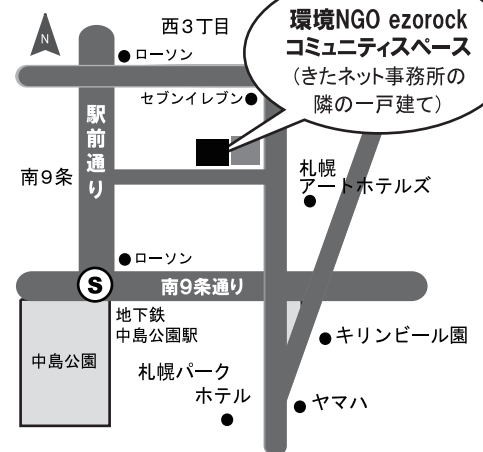 環境NGO ezorock
コミュニティスペース
(きたネット事務所の
隣の一戸建て)
N
西3丁目
ローソン
セブンイレブン
駅前通り
南9条
札幌
アートホテルズ
ローソン
S
南9条通り
地下鉄
中島公園駅
中島公園
キリンビール園
札幌パーク
ホテル
ヤマハ